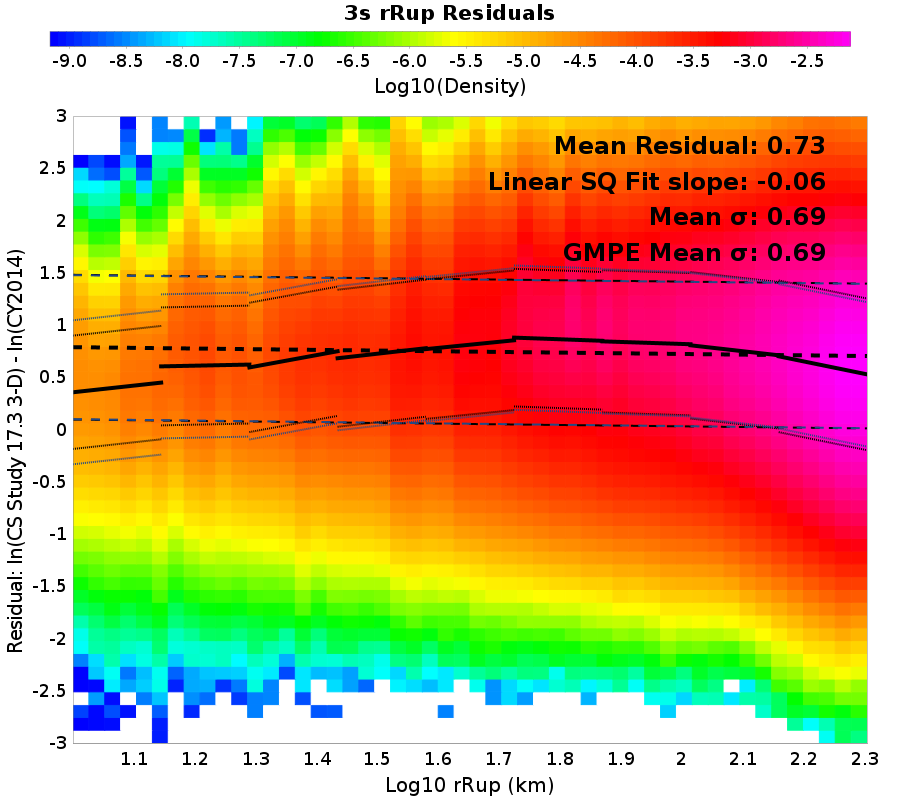 3s rRup Residuals
-9.0 -8.5 -8.0 -7.5 -7.0 -6.5 -6.0 -5.5 -5.0 -4.5 -4.0 -3.5 -3.0 -2.5
Log10(Density)
Mean Residual: 0.73
Linear SQ Fit slope: -0.06
Mean σ: 0.69
GMPE Mean σ: 0.69
Residual: ln(CS Study 17.3 3-D) - ln(CY2014)
3
2.5
2
1.5
1
0.5
0
-0.5
-1
-1.5
-2
-2.5
-3
1.1 1.2 1.3 1.4 1.5 1.6 1.7 1.8 1.9 2 2.1 2.2 2.3
Log10 rRup (km)